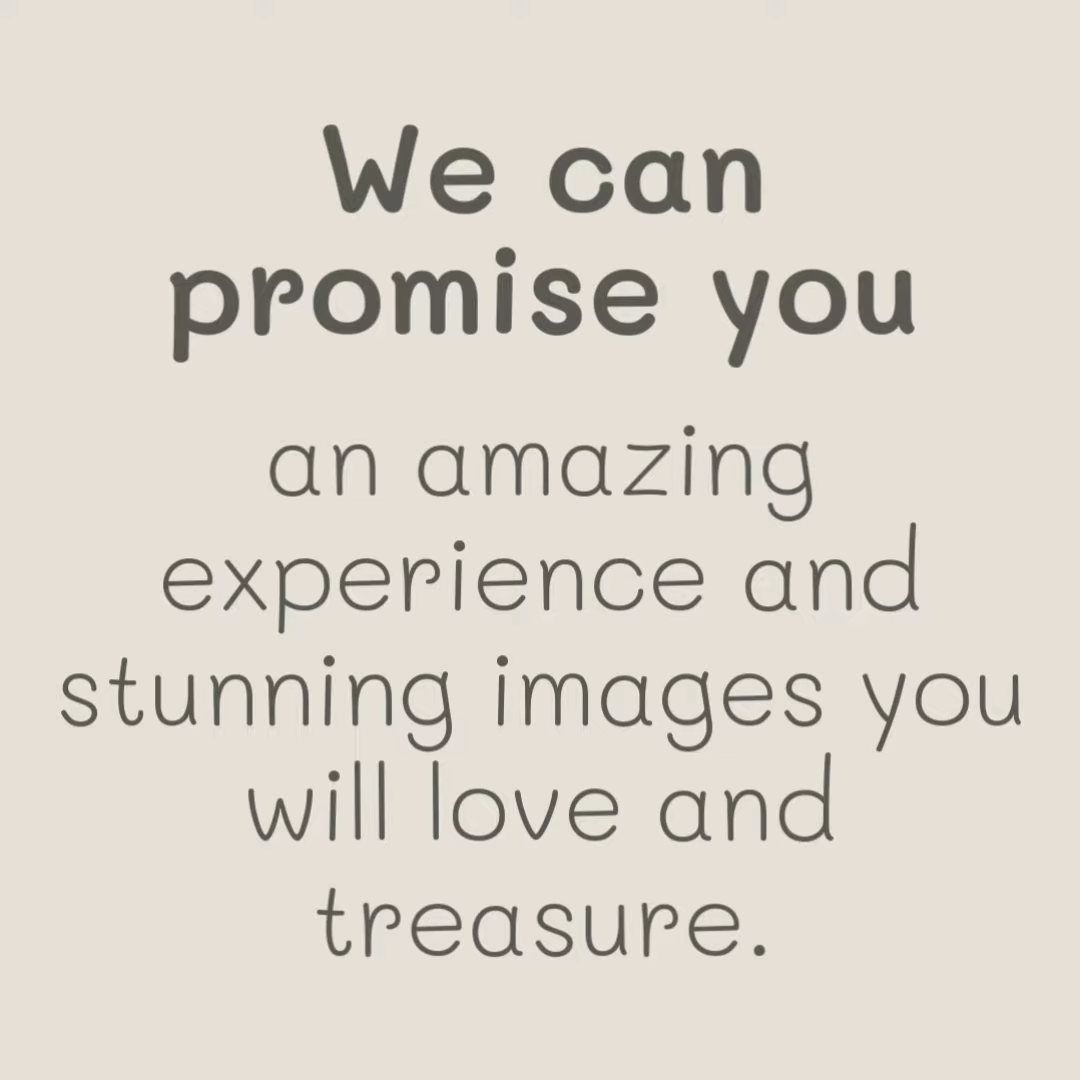 We can
promise you
an amazing
experience and
stunning images you
will love and
treasure.